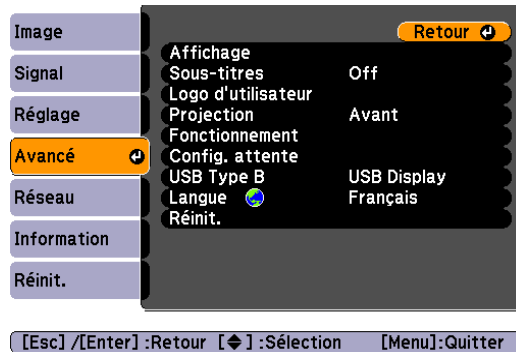 Image
Signal
Réglage
Avancé
Réseau
Information
Réinit.
Retour
Affichage
Sous-titres Off
Logo d'utilisateur
Projection Avant
Fonctionnement
Config. attente
USB Type B USB Display
Langue Français
Réinit.
[Esc] /[Enter] :Retour [ ] :Sélection [Menu]:Quitter